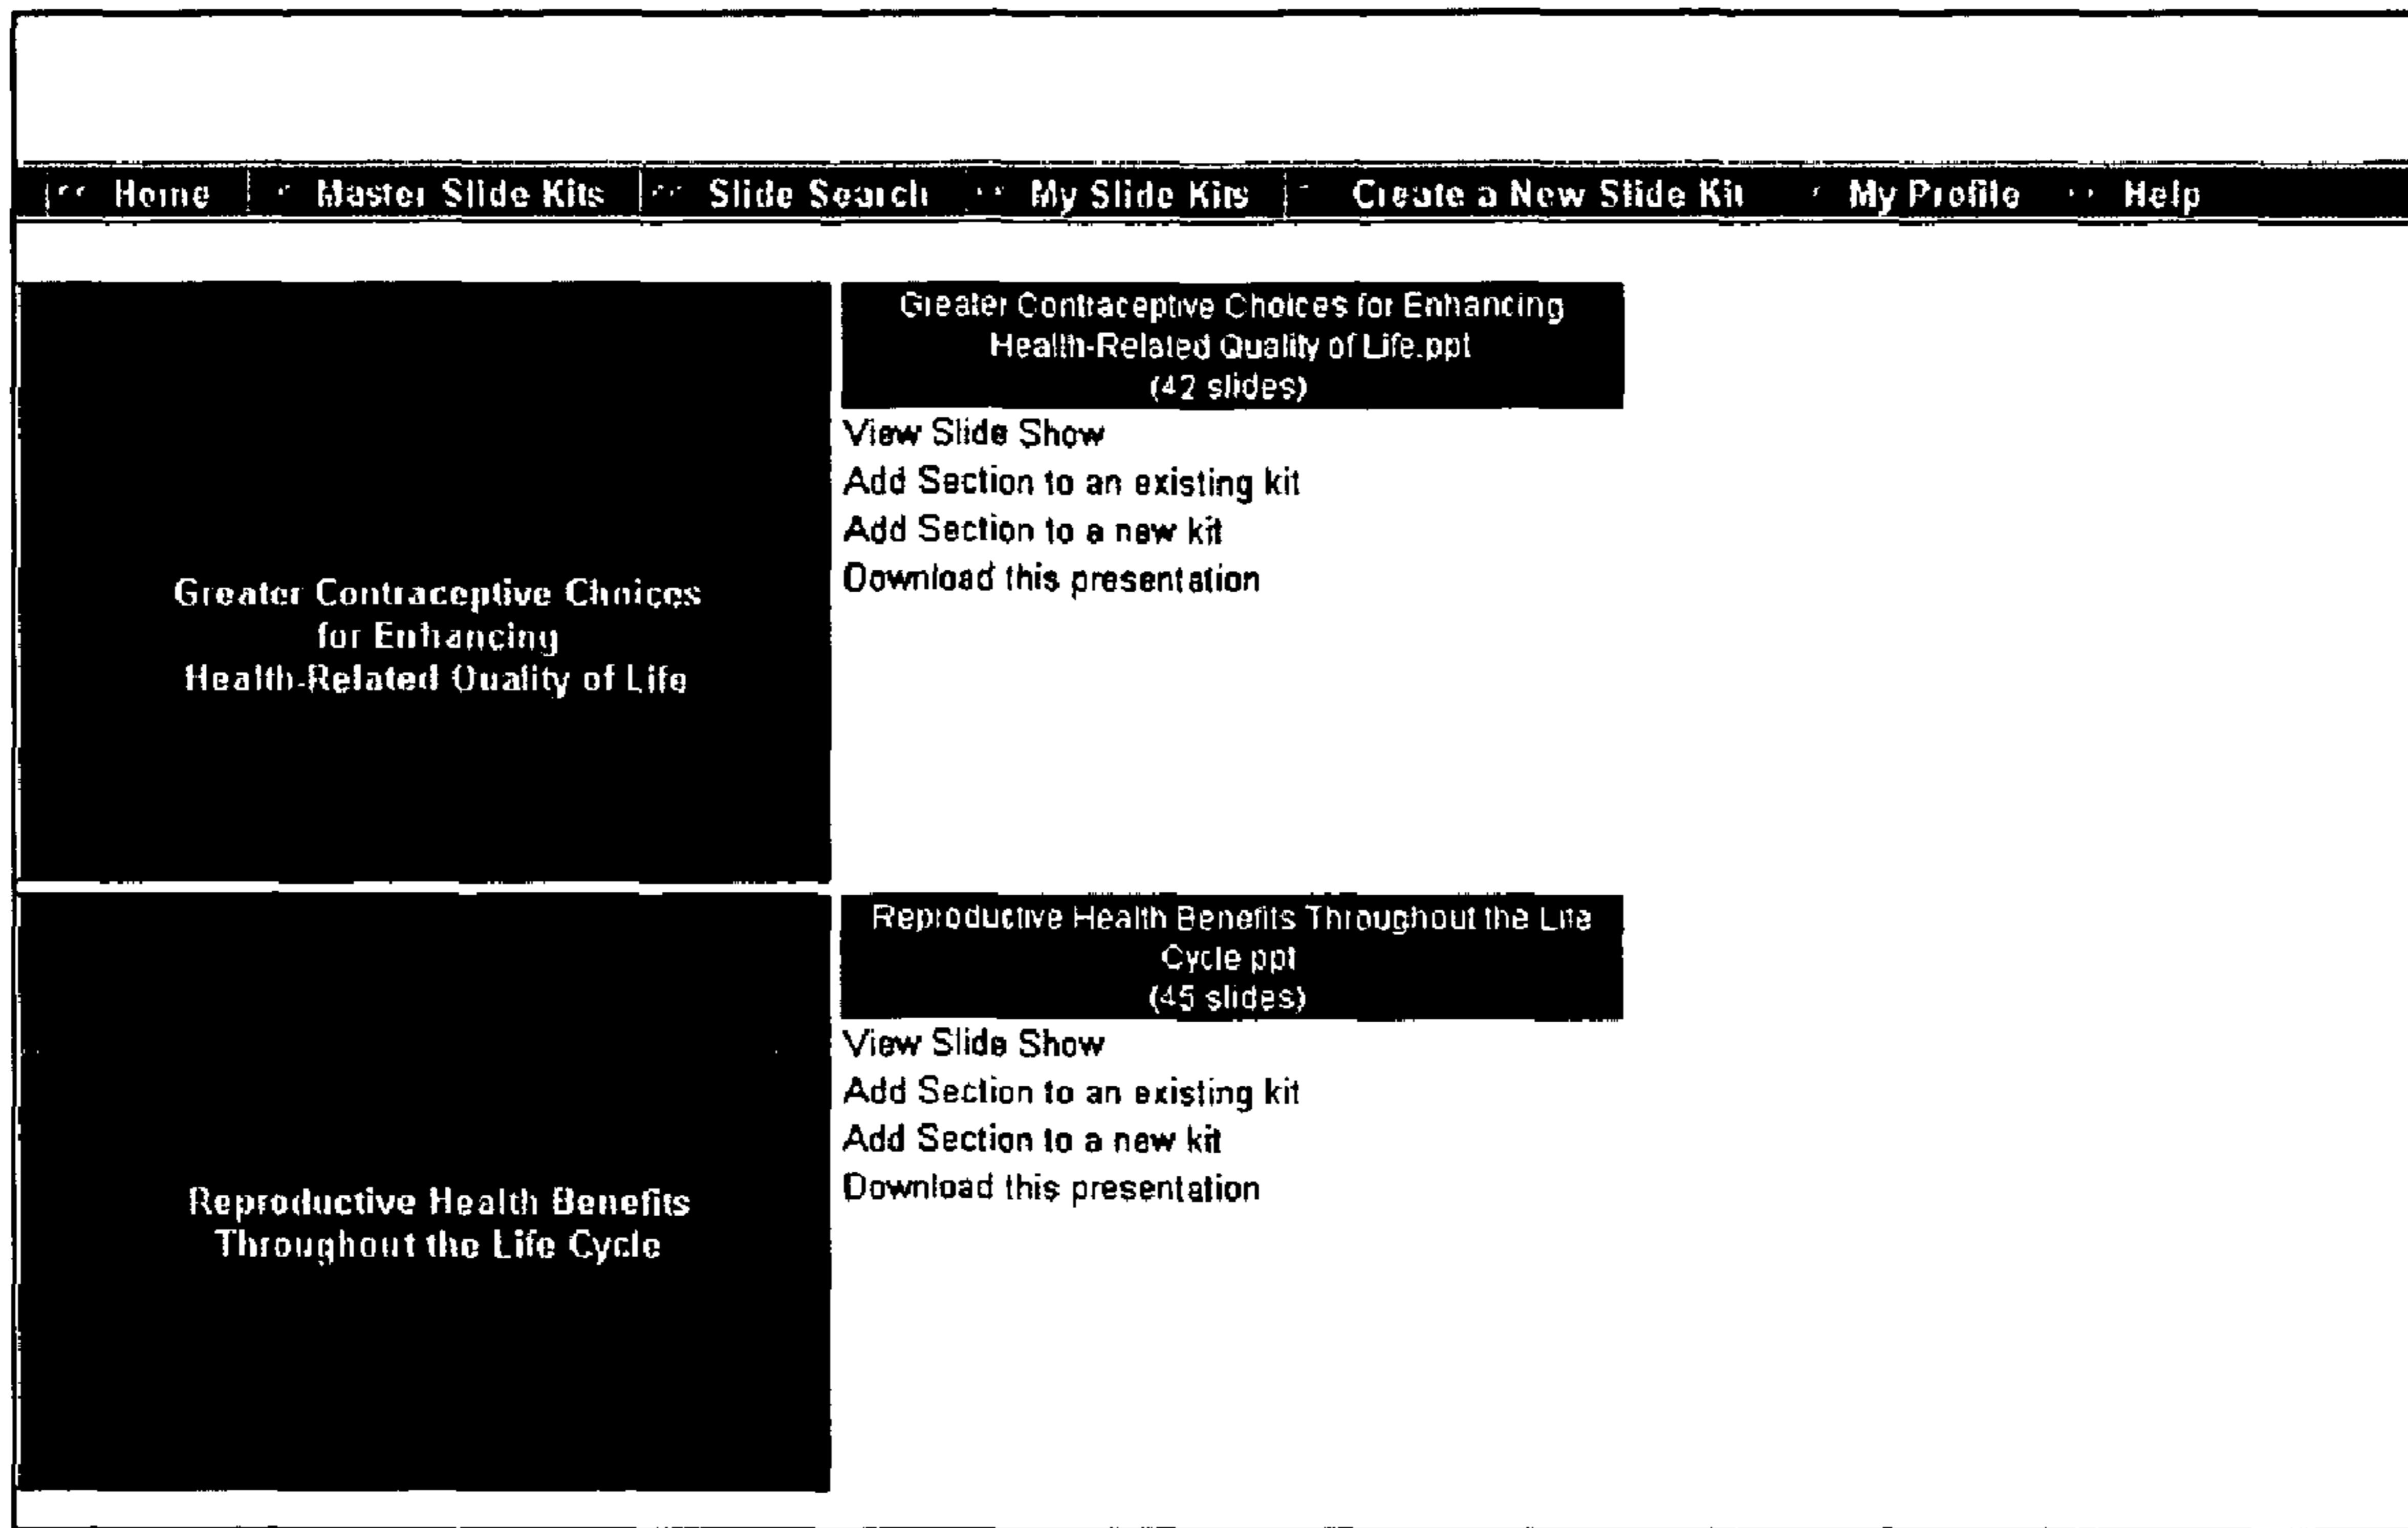 Home Master Slide Kits Slide Search My Slide Kits Create a New Slide Kit My Profile Help
Greater Contraceptive Choices for Enhancing
Health-Related Quality of Life.ppt
(42 slides)
View Slide Show
Add Section to an existing kit
Add Section to a new kit
Download this presentation
Greater Contraceptive Choices
for Enhancing
Health-Related Quality of Life
Reproductive Health Benefits Throughout the Life
Cycle.ppt
(45 slides)
View Slide Show
Add Section to an existing kit
Add Section to a new kit
Download this presentation
Reproductive Health Benefits
Throughout the Life Cycle